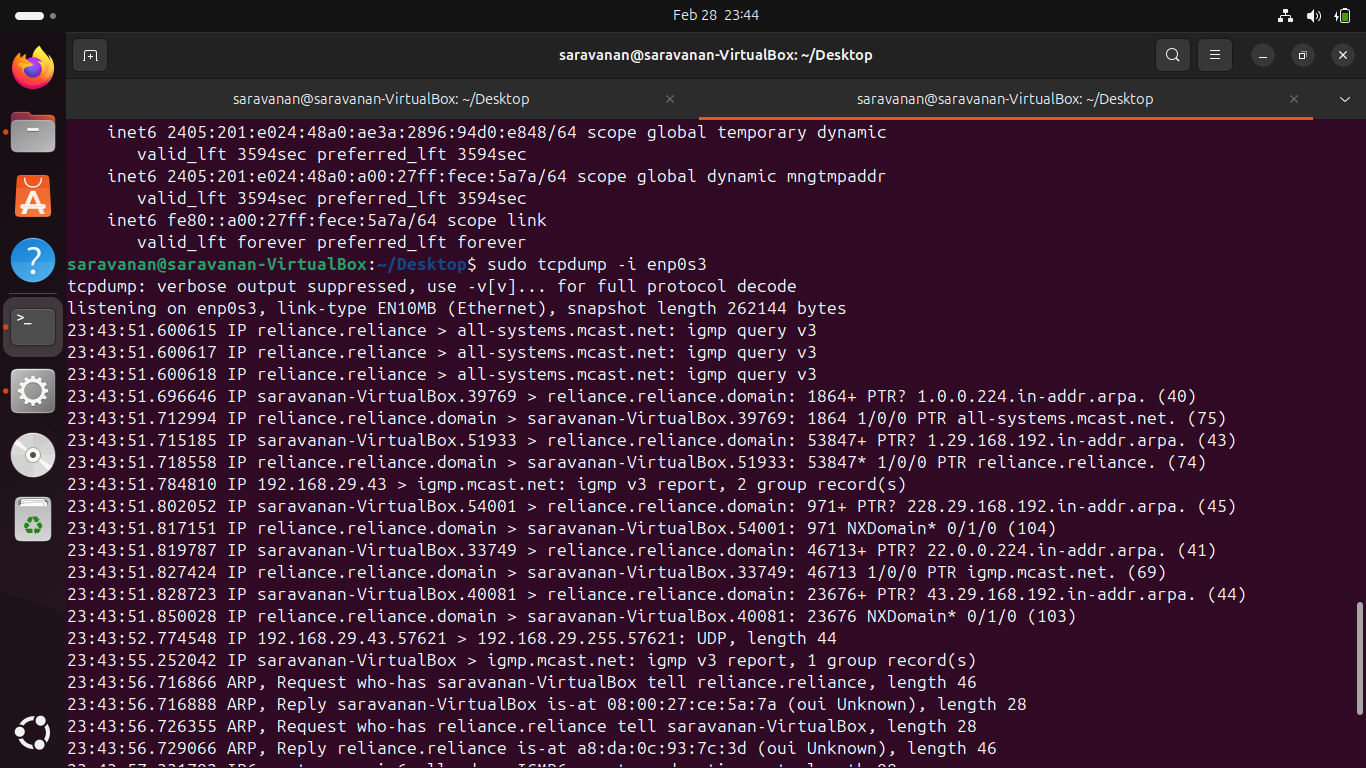 Feb 28 23:44
saravanan@saravanan-VirtualBox: ~/Desktop
saravanan@saravanan-VirtualBox: ~/Desktop
saravanan@saravanan-VirtualBox: ~/Desktop
inet6 2405:201:e024:48a0:ae3a:2896:94d0:e848/64 scope global temporary dynamic
valid_lft 3594sec preferred_lft 3594sec
inet6 2405:201:e024:48a0:a00:27ff:fece:5a7a/64 scope global dynamic mngtmpaddr
valid_lft 3594sec preferred_lft 3594sec
inet6 fe80::a00:27ff:fece:5a7a/64 scope link
valid_lft forever preferred_lft forever
saravanan@saravanan-VirtualBox:~/Desktop$ sudo tcpdump -i enp0s3
tcpdump: verbose output suppressed, use -v[v]... for full protocol decode
listening on enp0s3, link-type EN10MB (Ethernet), snapshot length 262144 bytes
23:43:51.600615 IP reliance.reliance > all-systems.mcast.net: igmp query v3
23:43:51.600617 IP reliance.reliance > all-systems.mcast.net: igmp query v3
23:43:51.600618 IP reliance.reliance > all-systems.mcast.net: igmp query v3
23:43:51.696646 IP saravanan-VirtualBox.39769 > reliance.reliance.domain: 1864+ PTR? 1.0.0.224.in-addr.arpa. (40)
23:43:51.712994 IP reliance.reliance.domain > saravanan-VirtualBox.39769: 1864 1/0/0 PTR all-systems.mcast.net. (75)
23:43:51.715185 IP saravanan-VirtualBox.51933 > reliance.reliance.domain: 53847+ PTR? 1.29.168.192.in-addr.arpa. (43)
23:43:51.718558 IP reliance.reliance.domain > saravanan-VirtualBox.51933: 53847* 1/0/0 PTR reliance.reliance. (74)
23:43:51.784810 IP 192.168.29.43 > igmp.mcast.net: igmp v3 report, 2 group record(s)
23:43:51.802052 IP saravanan-VirtualBox.54001 > reliance.reliance.domain: 971+ PTR? 228.29.168.192.in-addr.arpa. (45)
23:43:51.817151 IP reliance.reliance.domain > saravanan-VirtualBox.54001: 971 NXDomain* 0/1/0 (104)
23:43:51.819787 IP saravanan-VirtualBox.33749 > reliance.reliance.domain: 46713+ PTR? 22.0.0.224.in-addr.arpa. (41)
23:43:51.827424 IP reliance.reliance.domain > saravanan-VirtualBox.33749: 46713 1/0/0 PTR igmp.mcast.net. (69)
23:43:51.828723 IP saravanan-VirtualBox.40081 > reliance.reliance.domain: 23676+ PTR? 43.29.168.192.in-addr.arpa. (44)
23:43:51.850028 IP reliance.reliance.domain > saravanan-VirtualBox.40081: 23676 NXDomain* 0/1/0 (103)
23:43:52.774548 IP 192.168.29.43.57621 > 192.168.29.255.57621: UDP, length 44
23:43:55.252042 IP saravanan-VirtualBox > igmp.mcast.net: igmp v3 report, 1 group record(s)
23:43:56.716866 ARP, Request who-has saravanan-VirtualBox tell reliance.reliance, length 46
23:43:56.716888 ARP, Reply saravanan-VirtualBox is-at 08:00:27:ce:5a:7a (oui Unknown), length 28
23:43:56.726355 ARP, Request who-has reliance.reliance tell saravanan-VirtualBox, length 28
23:43:56.729066 ARP, Reply reliance.reliance is-at a8:da:0c:93:7c:3d (oui Unknown), length 46